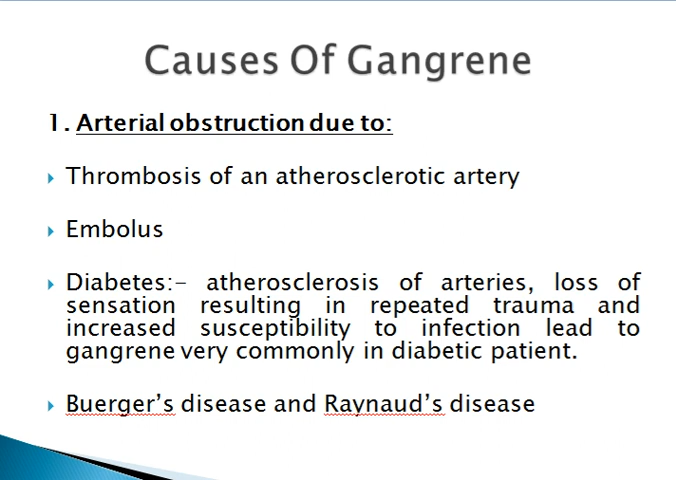 Causes Of Gangrene
1. Arterial obstruction due to:
Thrombosis of an atherosclerotic artery
Embolus
Diabetes:- atherosclerosis of arteries, loss of
sensation resulting in repeated trauma and
increased susceptibility to infection lead to
gangrene very commonly in diabetic patient.
Buerger's disease and Raynaud's disease